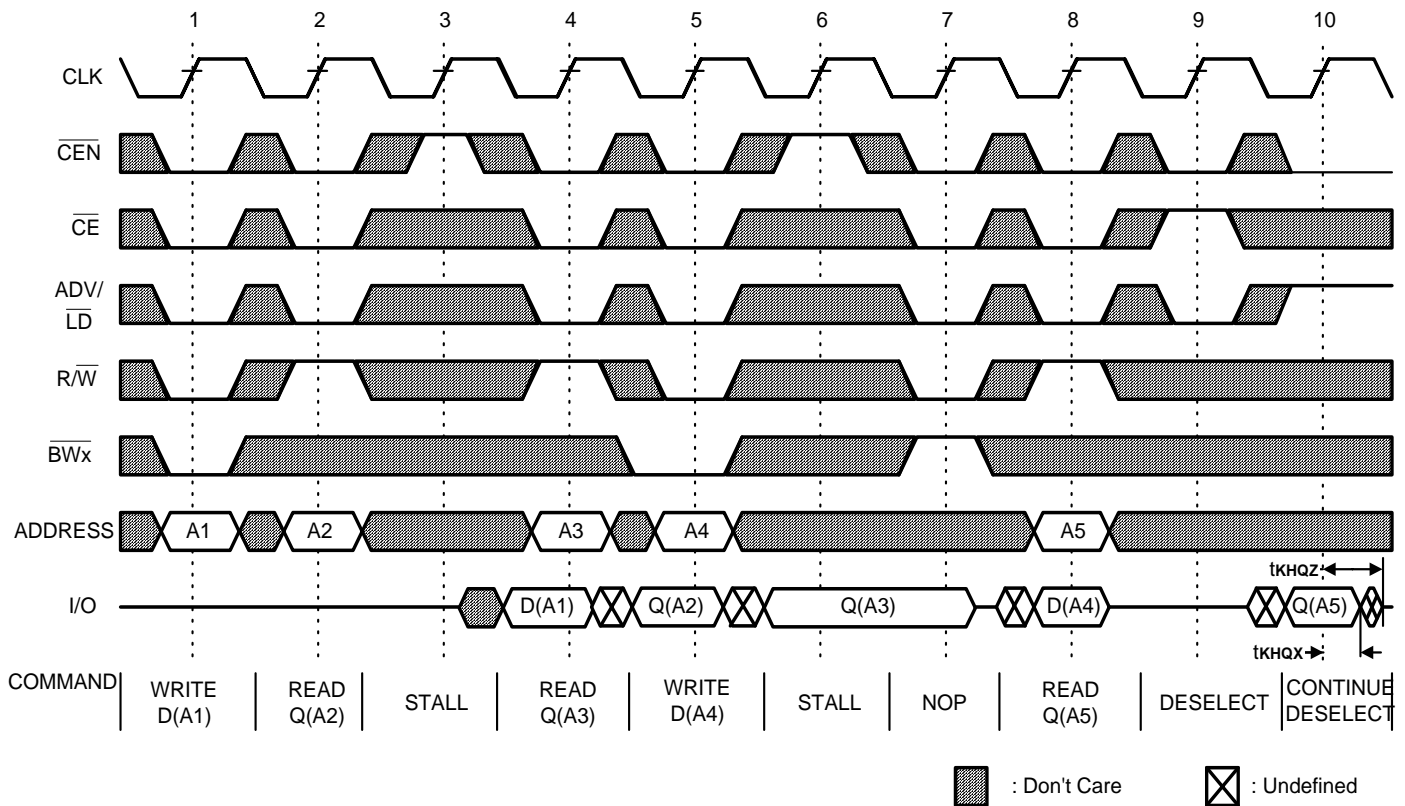 1 2 3 4 5 6 7 8 9 10
CLK
CEN
CE
ADV/
LD
R/W
BWx
ADDRESS A1 A2 A3 A4 A5
tKHQZ
I/O D(A1) Q(A2) Q(A3) D(A4) Q(A5)
tKHQX
COMMAND WRITE D(A1) READ Q(A2) STALL READ Q(A3) WRITE D(A4) STALL NOP READ Q(A5) DESELECT CONTINUE DESELECT
: Don't Care : Undefined